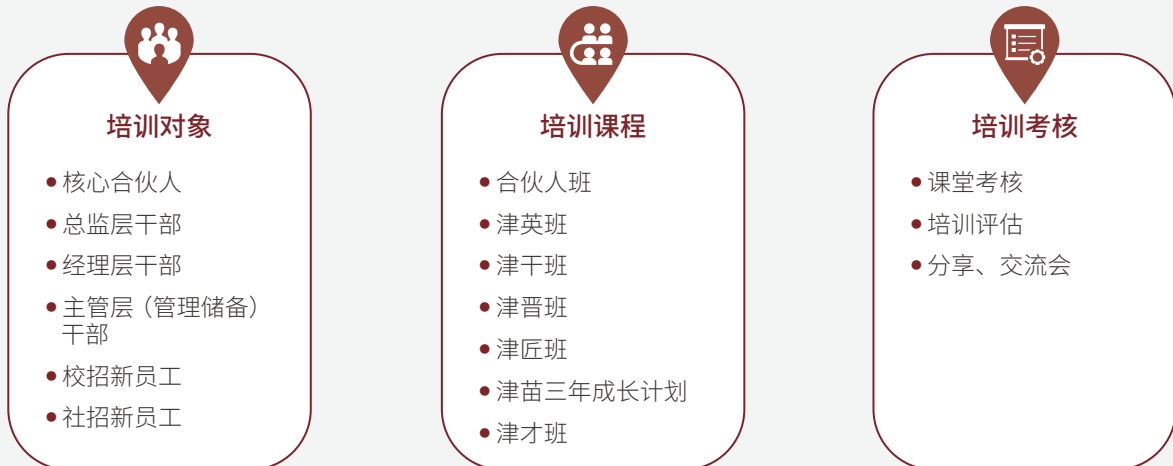 培训对象
• 核心合伙人
• 总监层干部
• 经理层干部
• 主管层（管理储备）
干部
• 校招新员工
• 社招新员工
培训课程
• 合伙人班
• 津英班
• 津干班
• 津晋班
• 津匠班
• 津苗三年成长计划
• 津才班
培训考核
• 课堂考核
• 培训评估
• 分享、交流会